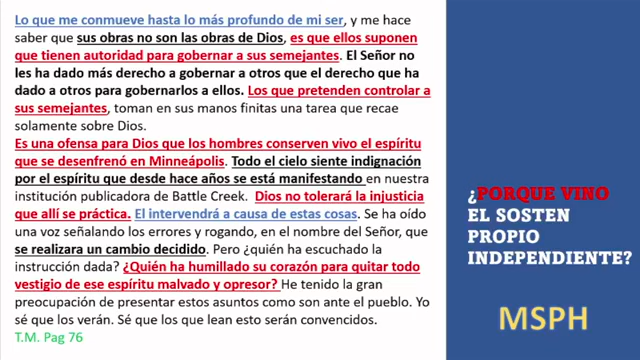 Lo que me conmueve hasta lo más profundo de mi ser, y me hace
saber que sus obras no son las obras de Dios, es que ellos suponen
que tienen autoridad para gobernar a sus semejantes. El Señor no
les ha dado más derecho a gobernar a otros que el derecho que ha
dado a otros para gobernarlos a ellos. Los que pretenden controlar a
sus semejantes, toman en sus manos finitas una tarea que recae
solamente sobre Dios.
Es una ofensa para Dios que los hombres conserven vivo el espíritu
que se desenfrenó en Minneápolis. Todo el cielo siente indignación
por el espíritu que desde hace años se está manifestando en nuestra
institución publicadora de Battle Creek. Dios no tolerará la injusticia
que allí se práctica. El intervendrá a causa de estas cosas. Se ha oído
una voz señalando los errores y rogando, en el nombre del Señor, que
se realizara un cambio decidido. Pero ¿quién ha escuchado la
instrucción dada? ¿Quién ha humillado su corazón para quitar todo
vestigio de ese espíritu malvado y opresor? He tenido la gran
preocupación de presentar estos asuntos como son ante el pueblo. Yo
sé que los verán. Sé que los que lean esto serán convencidos.
T.M. Pag 76
¿PORQUE VINO
EL SOSTEN
PROPIO
INDEPENDIENTE?
MSPH